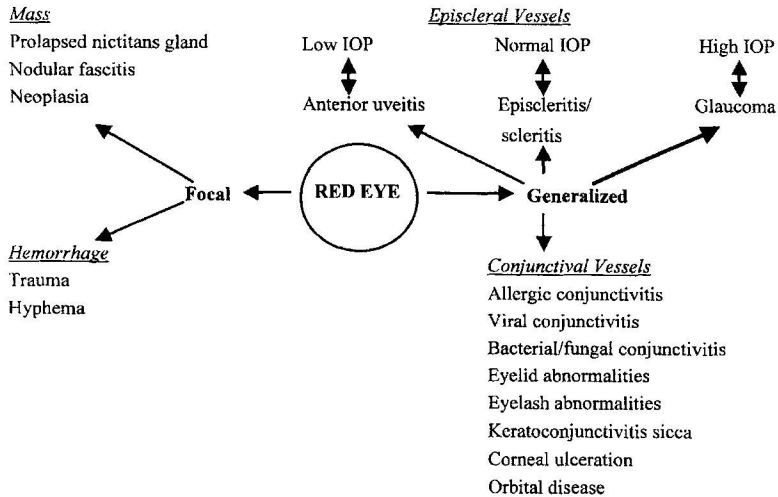 Mass
Prolapsed nictitans gland
Nodular fascitis
Neoplasia
Episcleral Vessels
Low IOP
Normal IOP
High IOP
Anterior uveitis
Episcleritis/
scleritis
Glaucoma
Focal
RED EYE
Generalized
Hemorrhage
Trauma
Hyphema
Conjunctival Vessels
Allergic conjunctivitis
Viral conjunctivitis
Bacterial/fungal conjunctivitis
Eyelid abnormalities
Eyelash abnormalities
Keratoconjunctivitis sicca
Corneal ulceration
Orbital disease